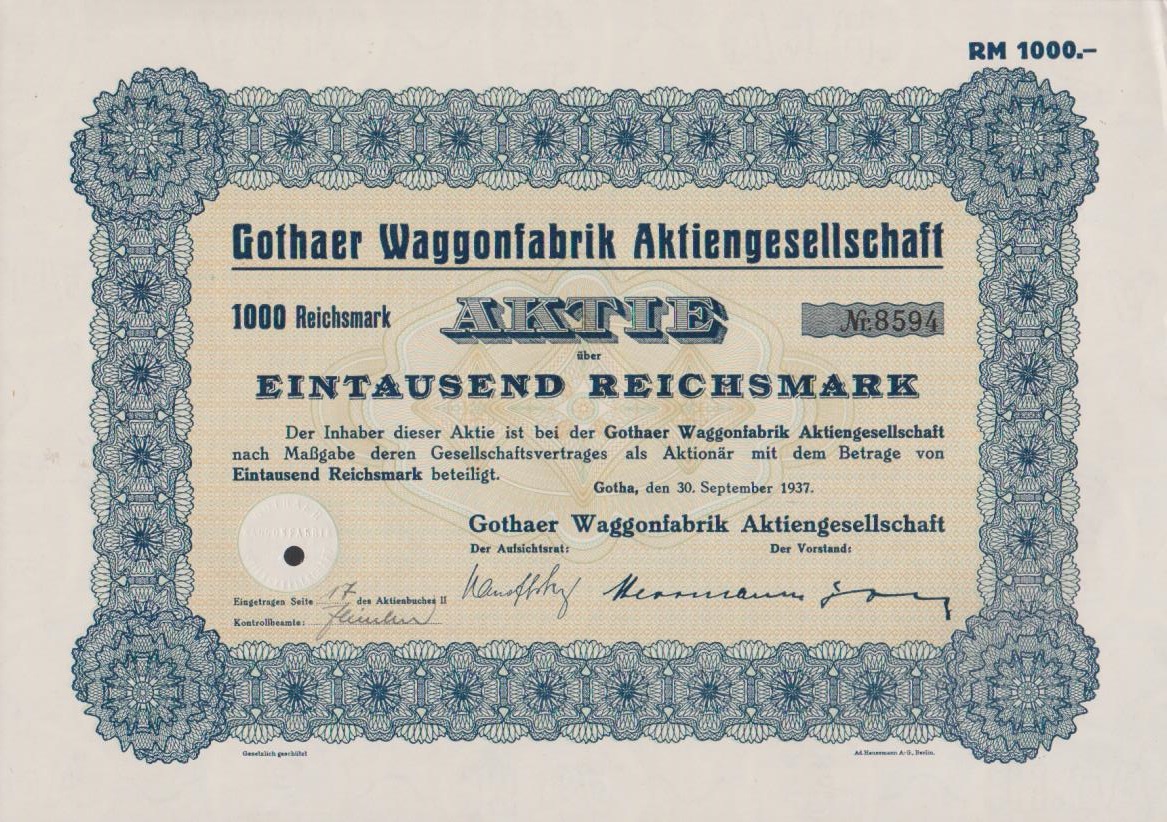 RM 1000.–
Gothaer Waggonfabrik Aktiengesellschaft
1000 Reichsmark AKTIE Nr. 8594
über
EINTAUSEND REICHSMARK
Der Inhaber dieser Aktie ist bei der Gothaer Waggonfabrik Aktiengesellschaft
nach Maßgabe deren Gesellschaftsvertrages als Aktionär mit dem Betrage von
Eintausend Reichsmark beteiligt.
Gotha, den 30. September 1937.
Gothaer Waggonfabrik Aktiengesellschaft
Der Aufsichtsrat: Der Vorstand:
Herrmann
Eingetragen Seite 17 des Aktienbuches II
Kontrollbeamte:
Gesetzlich geschützt Ad. Heuermann A.-G., Berlin.